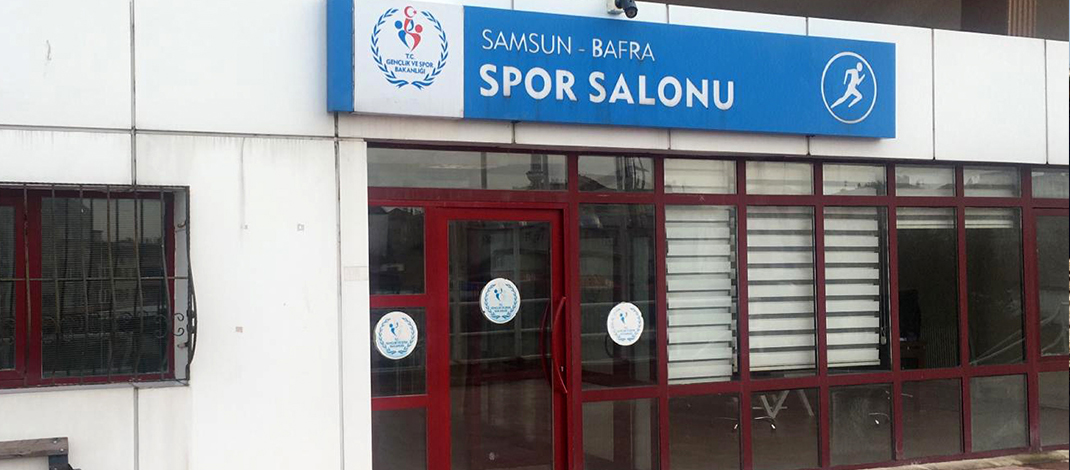 T.C.
GENÇLİK VE SPOR
BAKANLIĞI
SAMSUN - BAFRA
SPOR SALONU